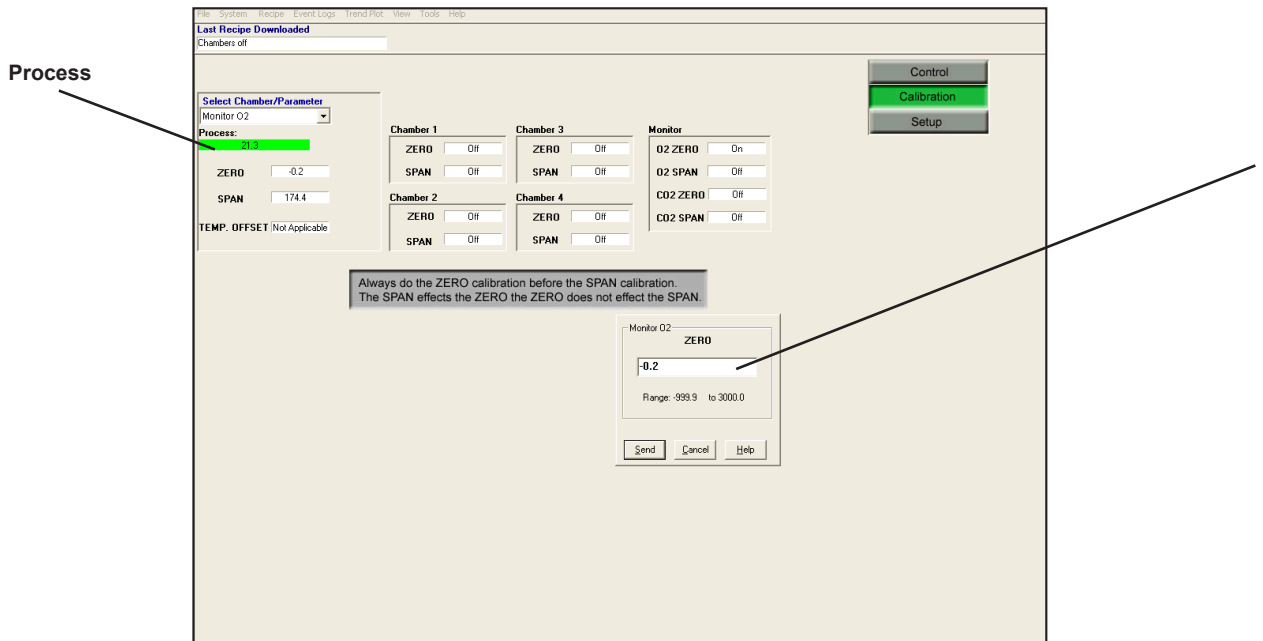 File System Recipe Event Logs Trend Plot View Tools Help
Last Recipe Downloaded
Chambers off
Process
Control
Calibration
Setup
Select Chamber/Parameter
Monitor O2
Process:
21.3
ZERO -0.2
SPAN 174.4
TEMP. OFFSET Not Applicable
Chamber 1
ZERO Off
SPAN Off
Chamber 2
ZERO Off
SPAN Off
Chamber 3
ZERO Off
SPAN Off
Chamber 4
ZERO Off
SPAN Off
Monitor
O2 ZERO On
O2 SPAN Off
CO2 ZERO Off
CO2 SPAN Off
Always do the ZERO calibration before the SPAN calibration.
The SPAN effects the ZERO the ZERO does not effect the SPAN.
Monitor O2
ZERO
-0.2
Range: -999.9 to 3000.0
Send Cancel Help